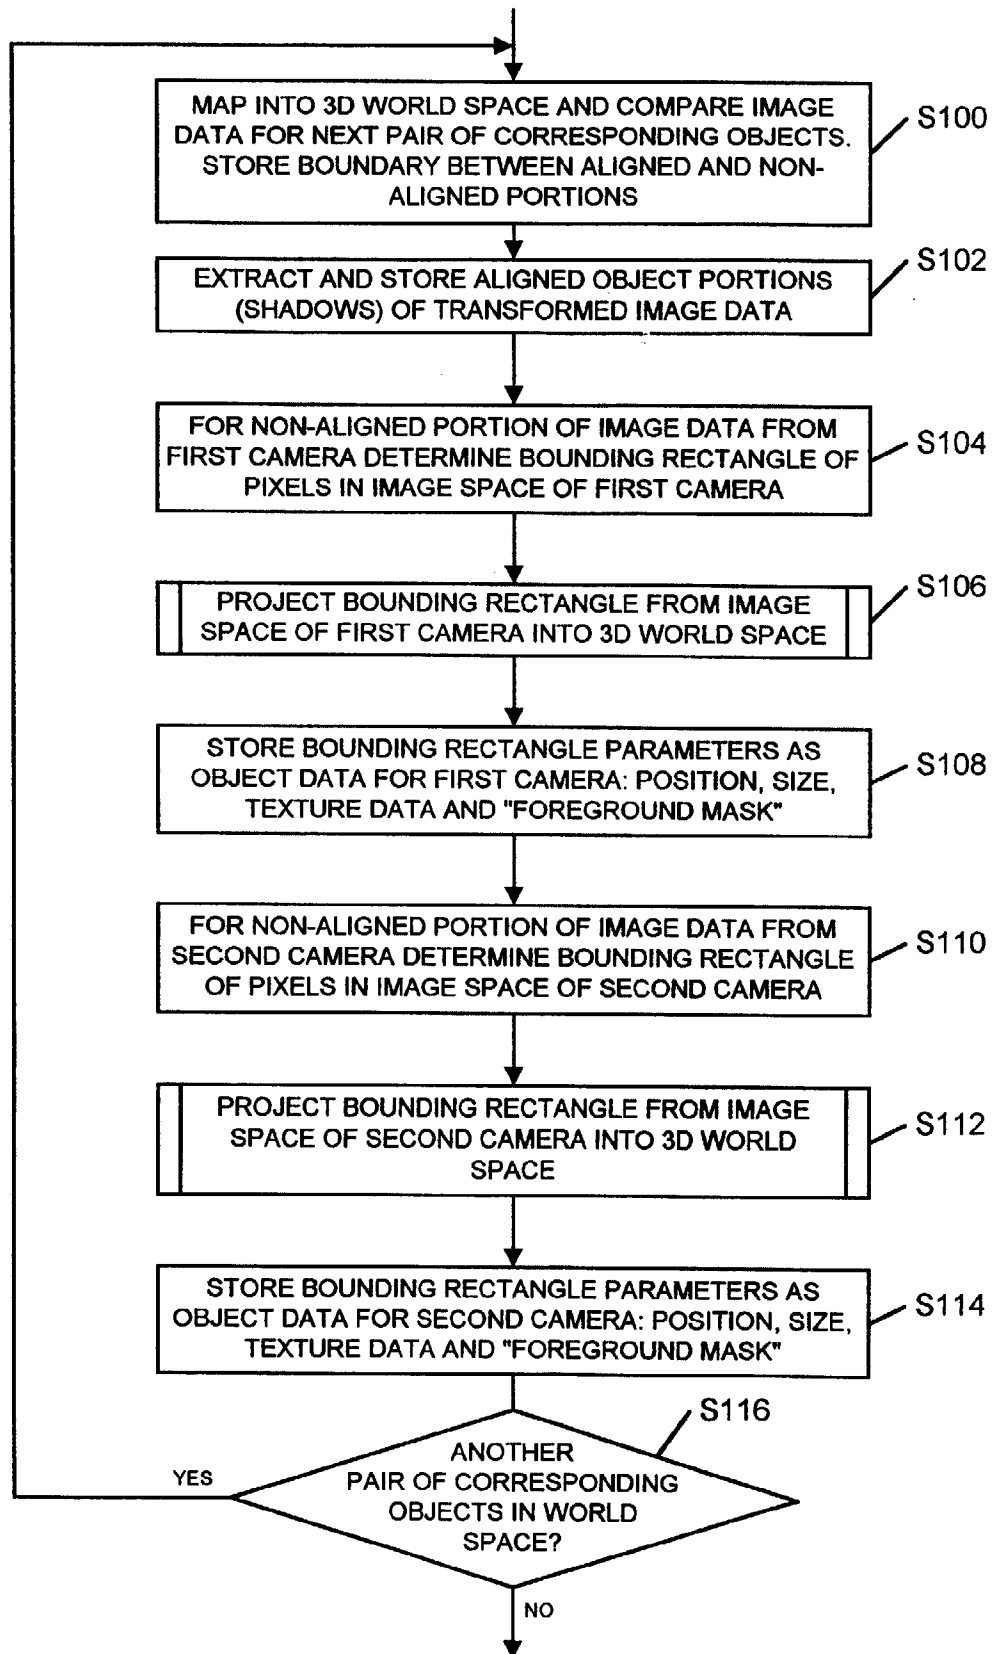 MAP INTO 3D WORLD SPACE AND COMPARE IMAGE
DATA FOR NEXT PAIR OF CORRESPONDING OBJECTS.
STORE BOUNDARY BETWEEN ALIGNED AND NON-
ALIGNED PORTIONS
S100
EXTRACT AND STORE ALIGNED OBJECT PORTIONS
(SHADOWS) OF TRANSFORMED IMAGE DATA
S102
FOR NON-ALIGNED PORTION OF IMAGE DATA FROM
FIRST CAMERA DETERMINE BOUNDING RECTANGLE OF
PIXELS IN IMAGE SPACE OF FIRST CAMERA
S104
PROJECT BOUNDING RECTANGLE FROM IMAGE
SPACE OF FIRST CAMERA INTO 3D WORLD SPACE
S106
STORE BOUNDING RECTANGLE PARAMETERS AS
OBJECT DATA FOR FIRST CAMERA: POSITION, SIZE,
TEXTURE DATA AND "FOREGROUND MASK"
S108
FOR NON-ALIGNED PORTION OF IMAGE DATA FROM
SECOND CAMERA DETERMINE BOUNDING RECTANGLE
OF PIXELS IN IMAGE SPACE OF SECOND CAMERA
S110
PROJECT BOUNDING RECTANGLE FROM IMAGE
SPACE OF SECOND CAMERA INTO 3D WORLD
SPACE
S112
STORE BOUNDING RECTANGLE PARAMETERS AS
OBJECT DATA FOR SECOND CAMERA: POSITION, SIZE,
TEXTURE DATA AND "FOREGROUND MASK"
S114
S116
ANOTHER
PAIR OF CORRESPONDING
OBJECTS IN WORLD
SPACE?
YES
NO